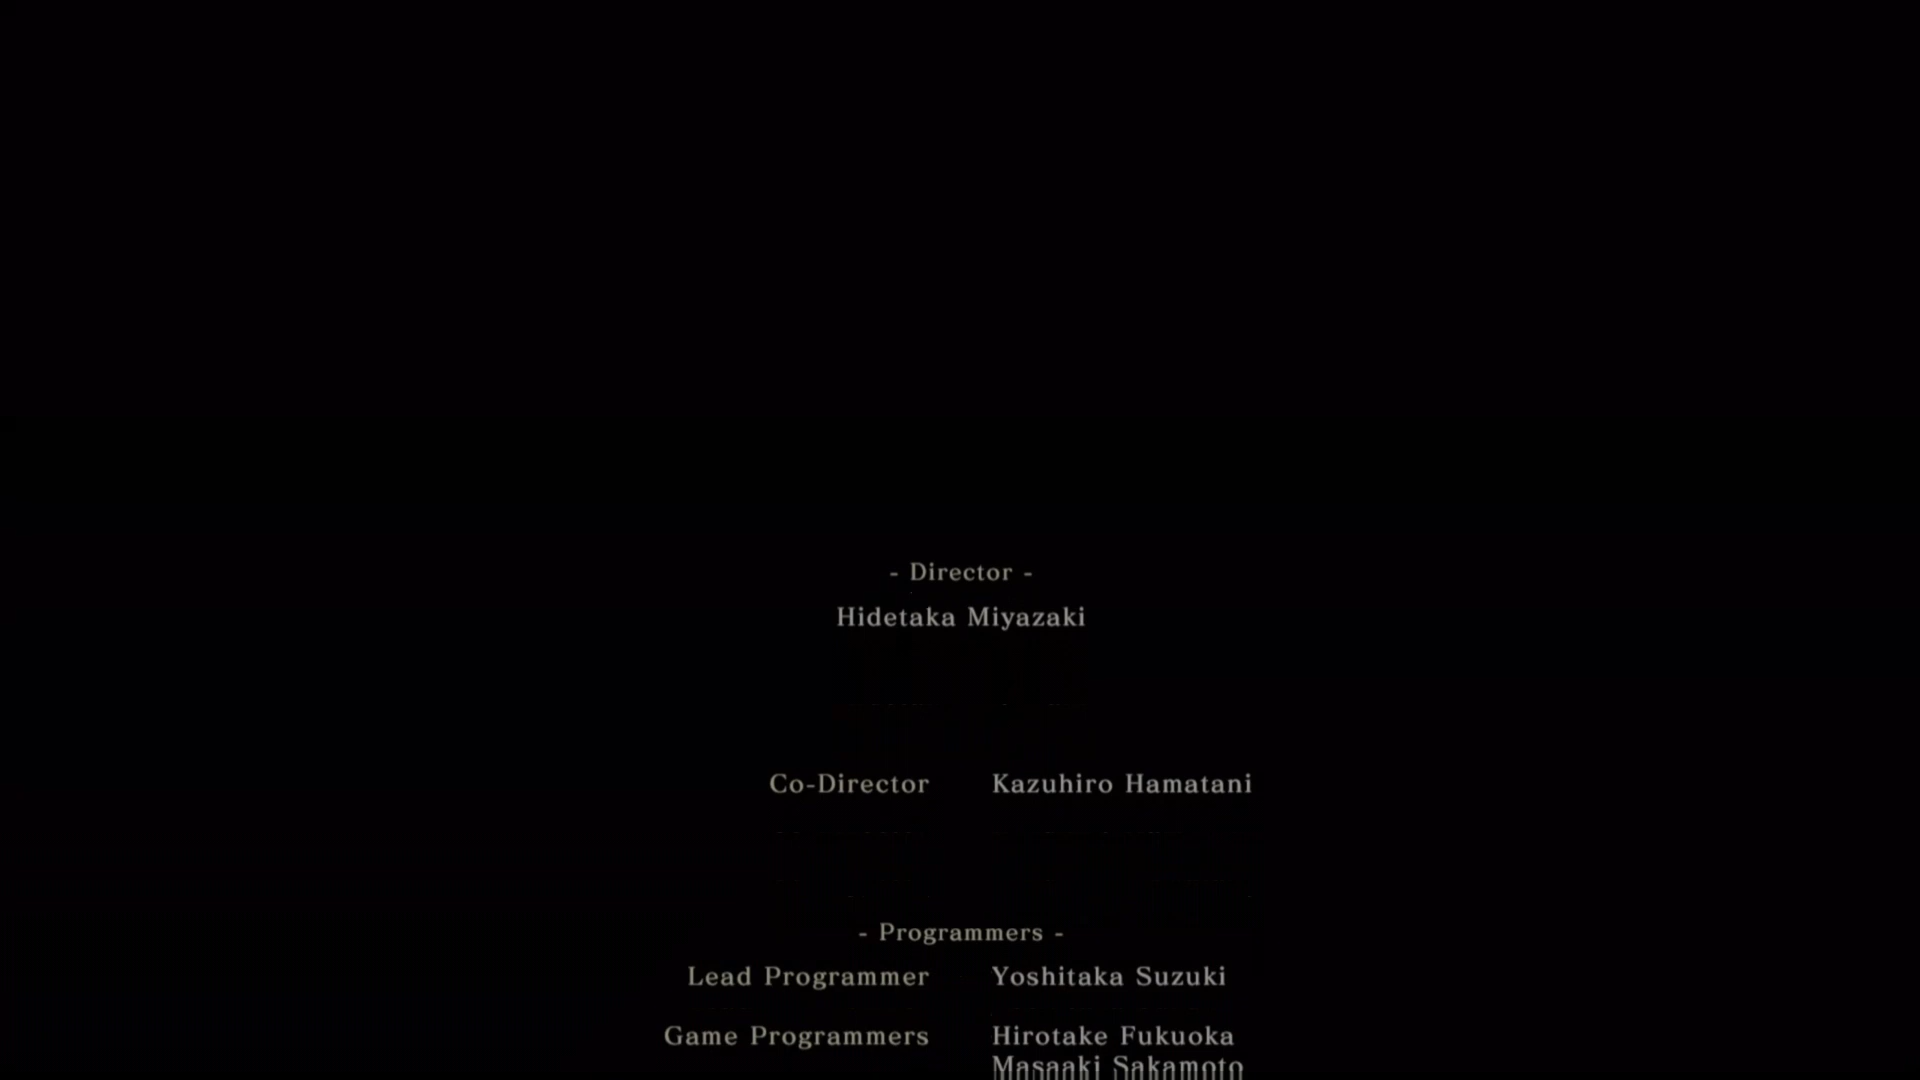 - Director -
Hidetaka Miyazaki
Co-Director Kazuhiro Hamatani
- Programmers -
Lead Programmer Yoshitaka Suzuki
Game Programmers Hirotake Fukuoka
Masaaki Sakamoto